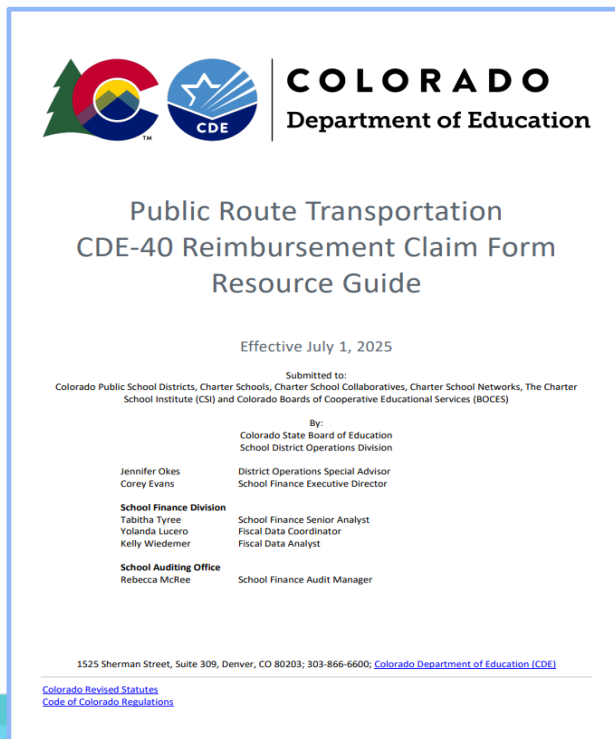 COLORADO
Department of Education
CDE
TM
Public Route Transportation
CDE-40 Reimbursement Claim Form
Resource Guide
Effective July 1, 2025
Submitted to:
Colorado Public School Districts, Charter Schools, Charter School Collaboratives, Charter School Networks, The Charter
School Institute (CSI) and Colorado Boards of Cooperative Educational Services (BOCES)
By:
Colorado State Board of Education
School District Operations Division
Jennifer Okes District Operations Special Advisor
Corey Evans School Finance Executive Director
School Finance Division
Tabitha Tyree School Finance Senior Analyst
Yolanda Lucero Fiscal Data Coordinator
Kelly Wiedemer Fiscal Data Analyst
School Auditing Office
Rebecca McRee School Finance Audit Manager
1525 Sherman Street, Suite 309, Denver, CO 80203; 303-866-6600; Colorado Department of Education (CDE)
Colorado Revised Statutes
Code of Colorado Regulations